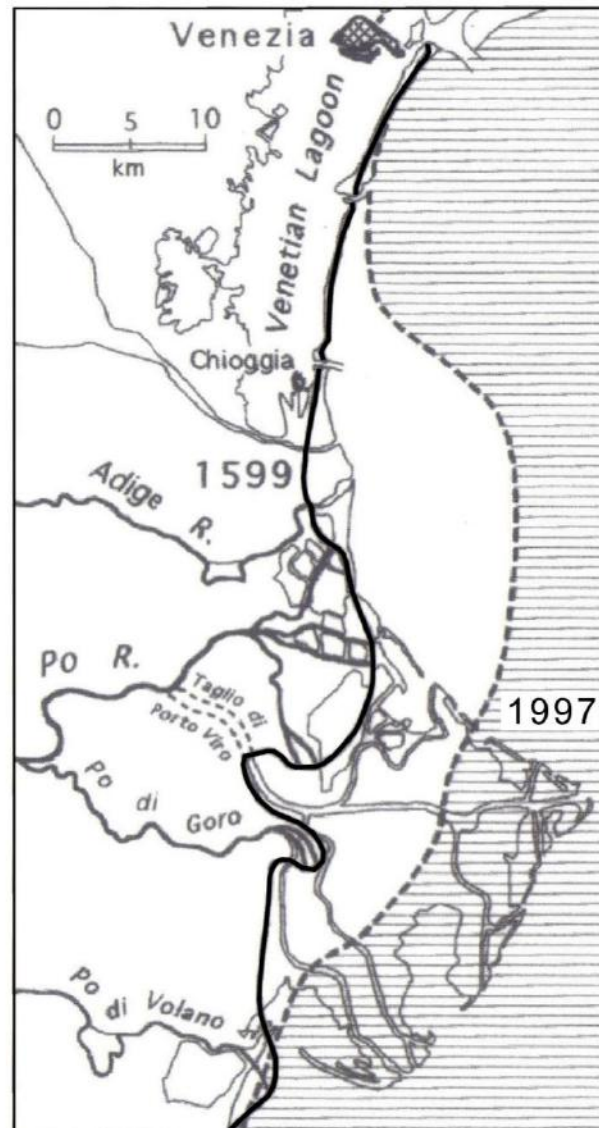 Venezia
0 5 10
km
Venetian Lagoon
Chioggia
1599
Adige R.
Po R.
Taglio di
Porto Viro
1997
Po di Goro
Po di Volano